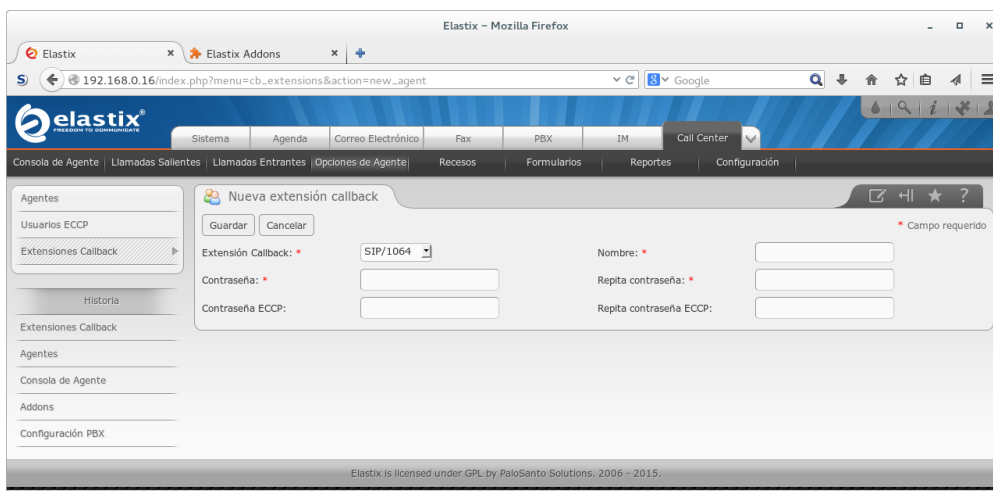 Elastix - Mozilla Firefox
Elastix
Elastix Addons
192.168.0.16/index.php?menu=cb_extensions&action=new_agent
Google
elastix®
FREEDOM TO COMMUNICATE
Sistema Agenda Correo Electrónico Fax PBX IM Call Center
Consola de Agente Llamadas Salientes Llamadas Entrantes Opciones de Agente Recesos Formularios Reportes Configuración
Agentes
Usuarios ECCP
Extensiones Callback
Historia
Extensiones Callback
Agentes
Consola de Agente
Addons
Configuración PBX
Nueva extensión callback
Guardar Cancelar * Campo requerido
Extensión Callback: * SIP/1064 Nombre: *
Contraseña: * Repita contraseña: *
Contraseña ECCP: Repita contraseña ECCP:
Elastix is licensed under GPL by PaloSanto Solutions. 2006 - 2015.